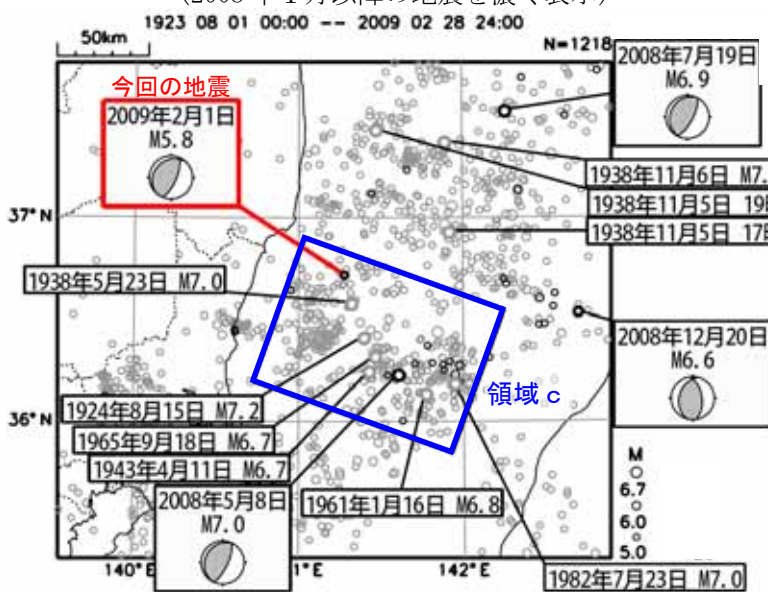 1923 08 01 00:00 -- 2009 02 28 24:00
50km
N=1218
2008年7月19日
M6.9
今回の地震
2009年2月1日
M5.8
1938年11月6日 M7.
1938年11月5日 19
1938年11月5日 17
37°N
1938年5月23日 M7.0
2008年12月20日
M6.6
領域c
1924年8月15日 M7.2
36°N
1965年9月18日 M6.7
1943年4月11日 M6.7
2008年5月8日
M7.0
1961年1月16日 M6.8
M
6.7
6.0
5.0
140°E
1°E
142°E
1982年7月23日 M7.0